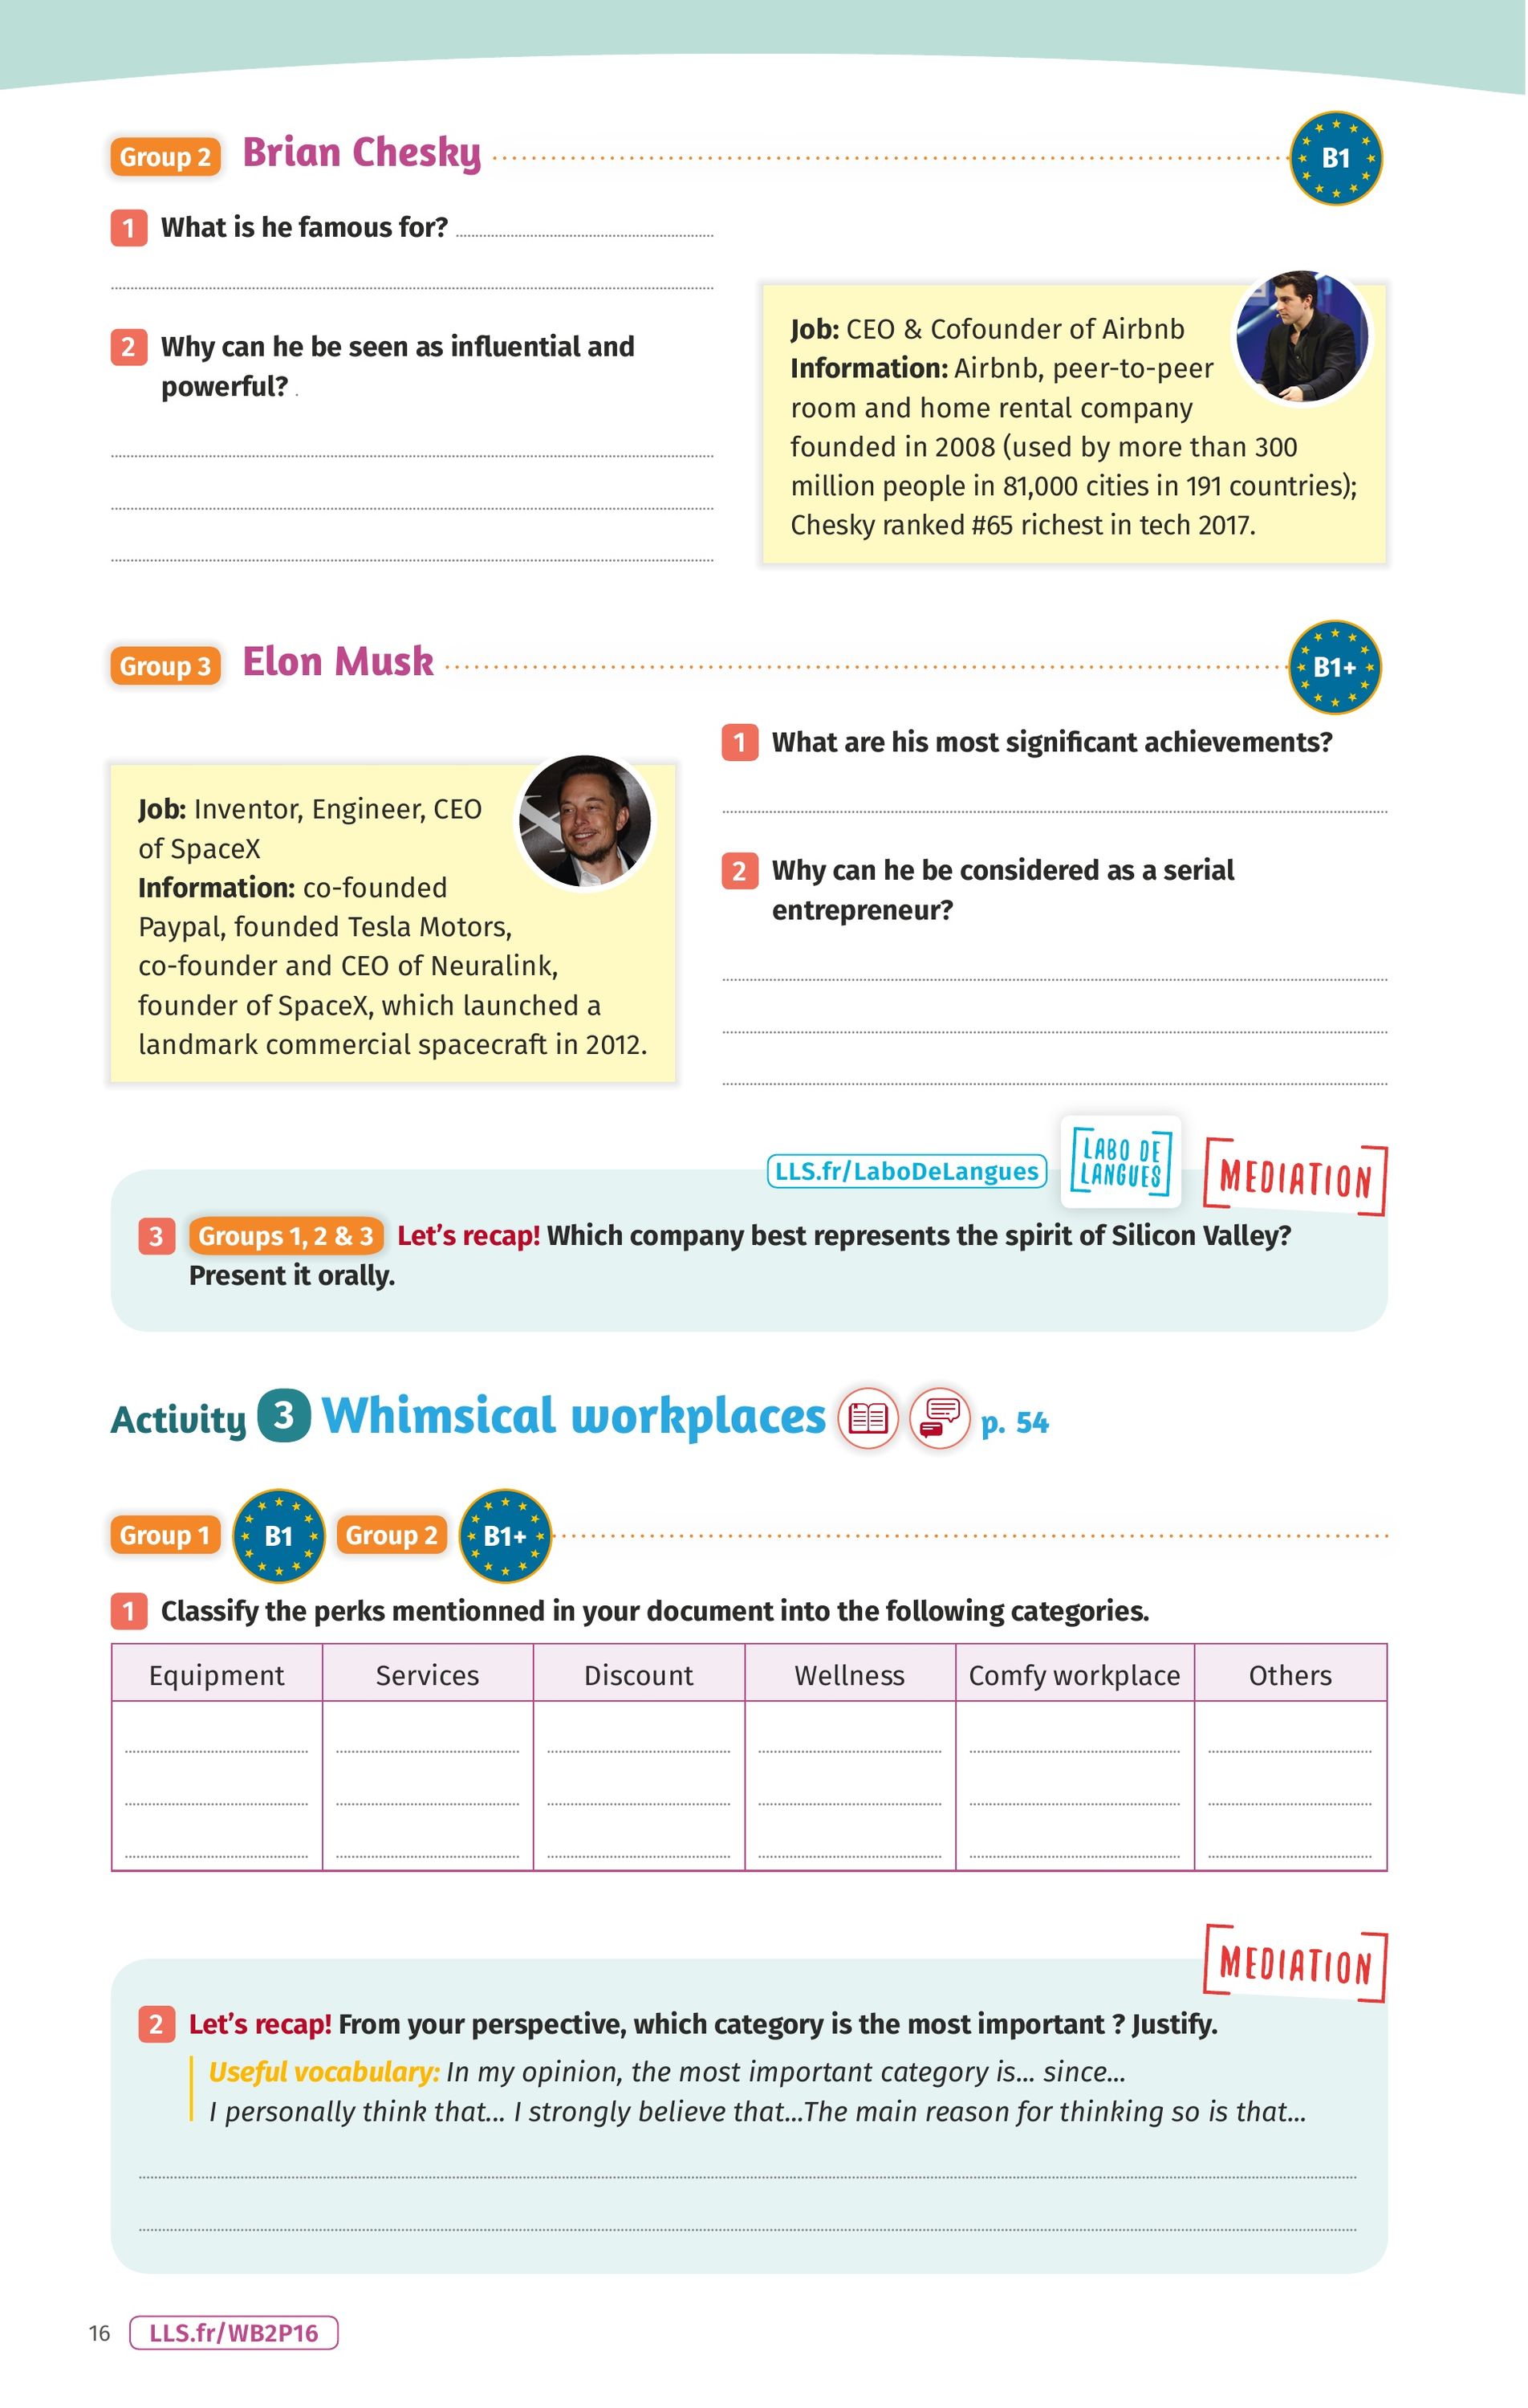 Group 2 Brian Chesky B1
1 What is he famous for?
2 Why can he be seen as influential and
powerful? .
Job: CEO & Cofounder of Airbnb
Information: Airbnb, peer-to-peer
room and home rental company
founded in 2008 (used by more than 300
million people in 81,000 cities in 191 countries);
Chesky ranked #65 richest in tech 2017.
Group 3 Elon Musk B1+
Job: Inventor, Engineer, CEO
of SpaceX
Information: co-founded
Paypal, founded Tesla Motors,
co-founder and CEO of Neuralink,
founder of SpaceX, which launched a
landmark commercial spacecraft in 2012.
1 What are his most significant achievements?
2 Why can he be considered as a serial
entrepreneur?
LLS.fr/LaboDeLangues
LABO DE
LANGUES
MEDIATION
3 Groups 1, 2 & 3 Let's recap! Which company best represents the spirit of Silicon Valley?
Present it orally.
Activity 3 Whimsical workplaces p. 54
Group 1 B1 Group 2 B1+
1 Classify the perks mentionned in your document into the following categories.
Equipment Services Discount Wellness Comfy workplace Others
MEDIATION
2 Let's recap! From your perspective, which category is the most important ? Justify.
Useful vocabulary: In my opinion, the most important category is... since...
I personally think that... I strongly believe that...The main reason for thinking so is that...
16 LLS.fr/WB2P16